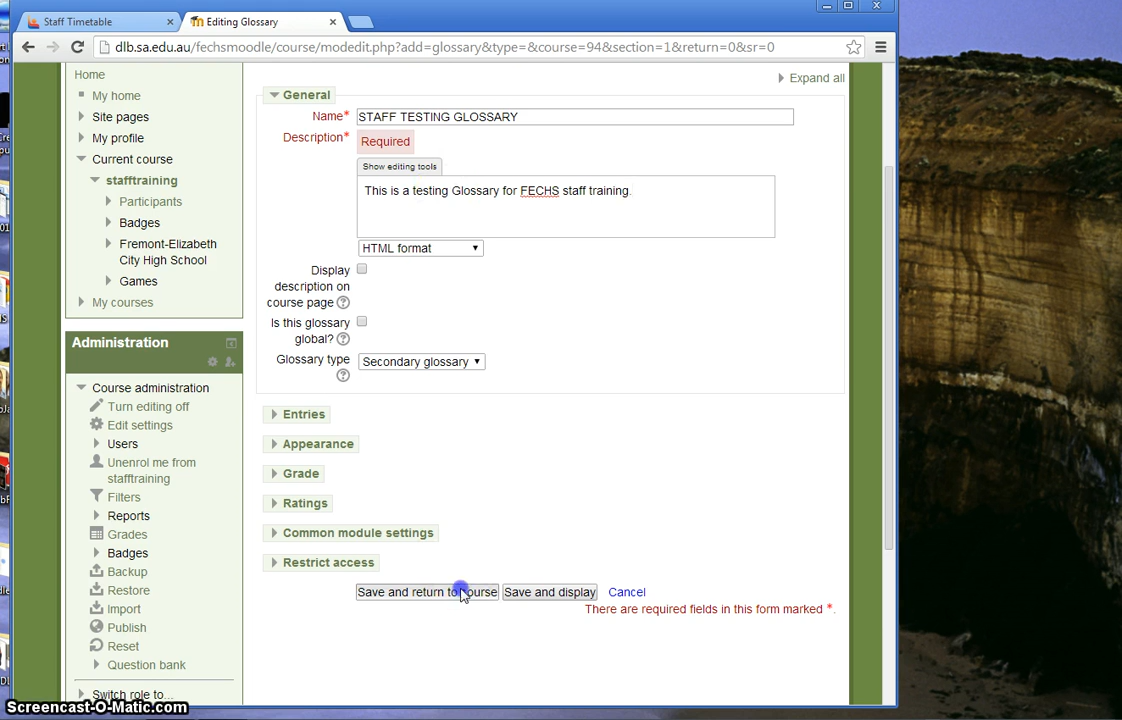 Staff Timetable
Editing Glossary
dlb.sa.edu.au/fechsmoodle/course/modedit.php?add=glossary&type=&course=94&section=1&return=0&sr=0
Home
My home
Site pages
My profile
Current course
stafftraining
Participants
Badges
Fremont-Elizabeth
City High School
Games
My courses
Administration
Course administration
Turn editing off
Edit settings
Users
Unenrol me from
stafftraining
Filters
Reports
Grades
Badges
Backup
Restore
Import
Publish
Reset
Question bank
Switch role to...
Expand all
General
Name*
STAFF TESTING GLOSSARY
Description*
Required
Show editing tools
This is a testing Glossary for FECHS staff training.
HTML format
Display
description on
course page
Is this glossary
global?
Glossary type
Secondary glossary
Entries
Appearance
Grade
Ratings
Common module settings
Restrict access
Save and return to course
Save and display
Cancel
There are required fields in this form marked *.
Screencast-O-Matic.com